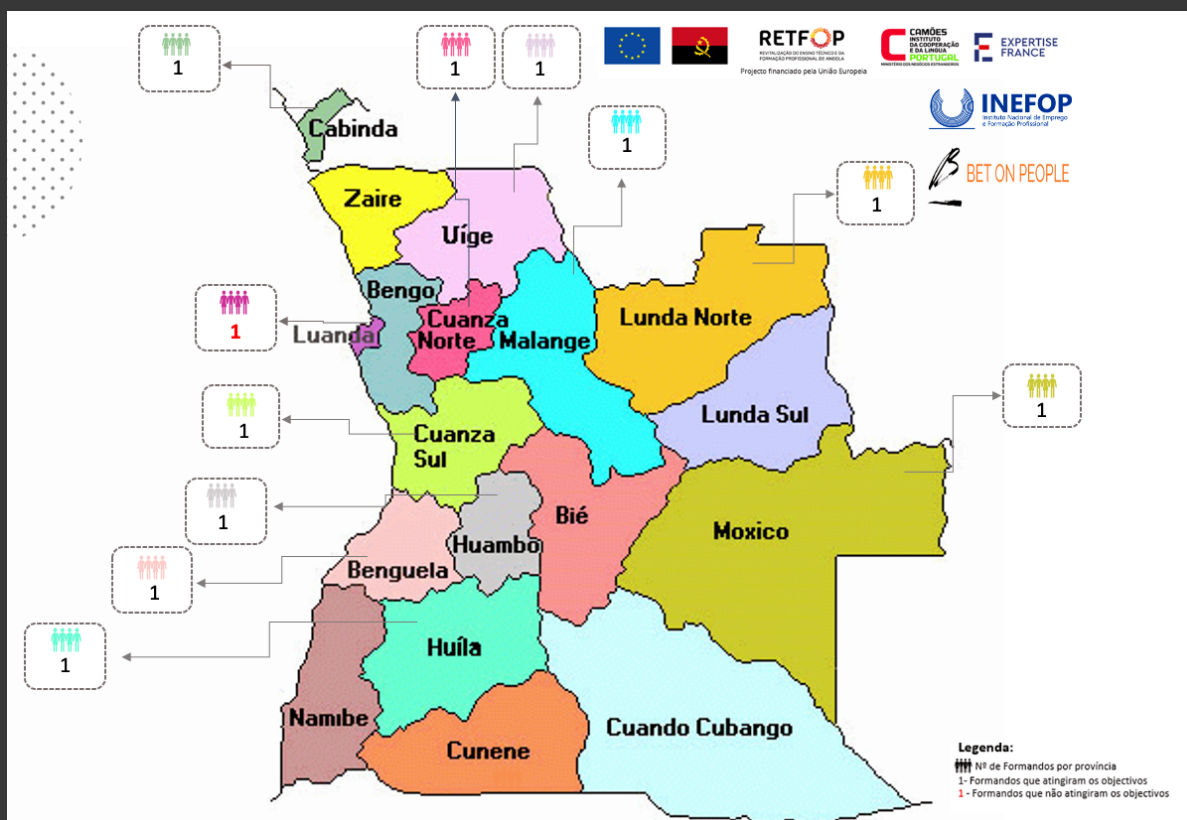 1
1
1
RETFOP
REVITALIZAÇÃO DO ENSINO TÉCNICO E DA
FORMAÇÃO PROFISSIONAL DE ANGOLA
Projecto financiado pela União Europeia
CAMÕES
INSTITUTO
DA COOPERAÇÃO
E DA LÍNGUA
PORTUGAL
MINISTÉRIO DOS NEGÓCIOS ESTRANGEIROS
EXPERTISE
FRANCE
INEFOP
Instituto Nacional de Emprego
e Formação Profissional
BET ON PEOPLE
1
1
Cabinda
Zaire
Uíge
Bengo
Luanda
1
Cuanza
Norte
Malange
Lunda Norte
Lunda Sul
1
1
Cuanza
Sul
1
Huambo
Bié
Moxico
1
Benguela
1
Huíla
Namibe
Cunene
Cuando Cubango
Legenda:
Nº de Formandos por província
1- Formandos que atingiram os objectivos
1 - Formandos que não atingiram os objectivos